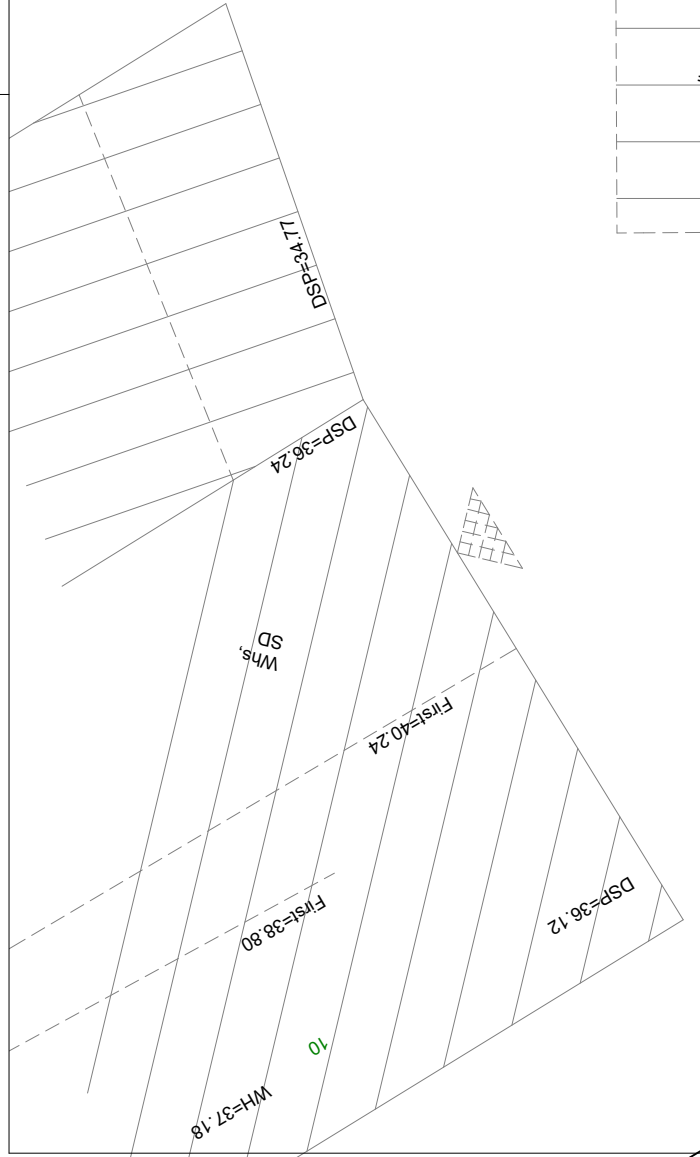 DSP=34.77
DSP=36.24
Whs,
SD
First=40.24
First=38.80
DSP=36.12
10
WH=37.18